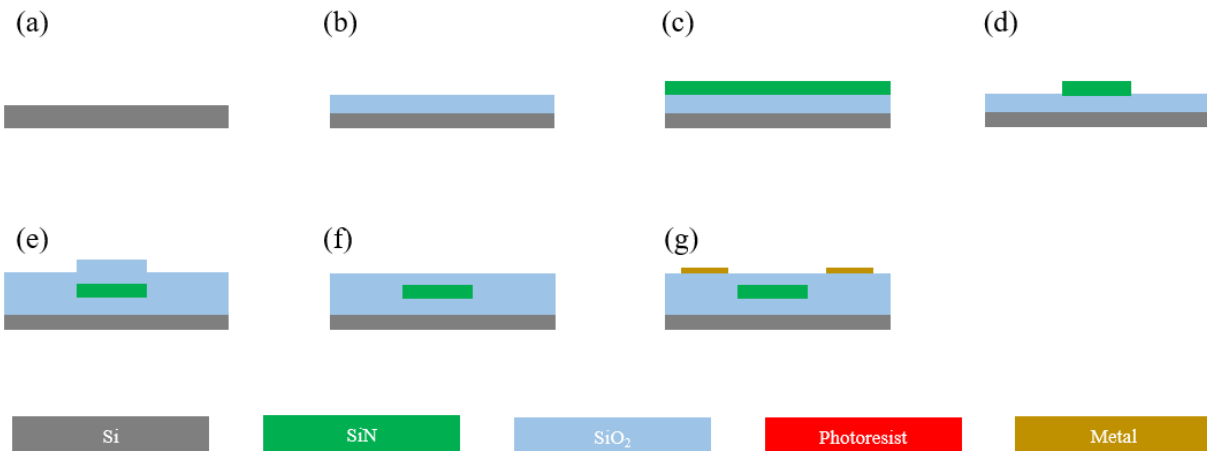 (a)
(b)
(c)
(d)
(e)
(f)
(g)
Si
SiN
SiO₂
Photoresist
Metal